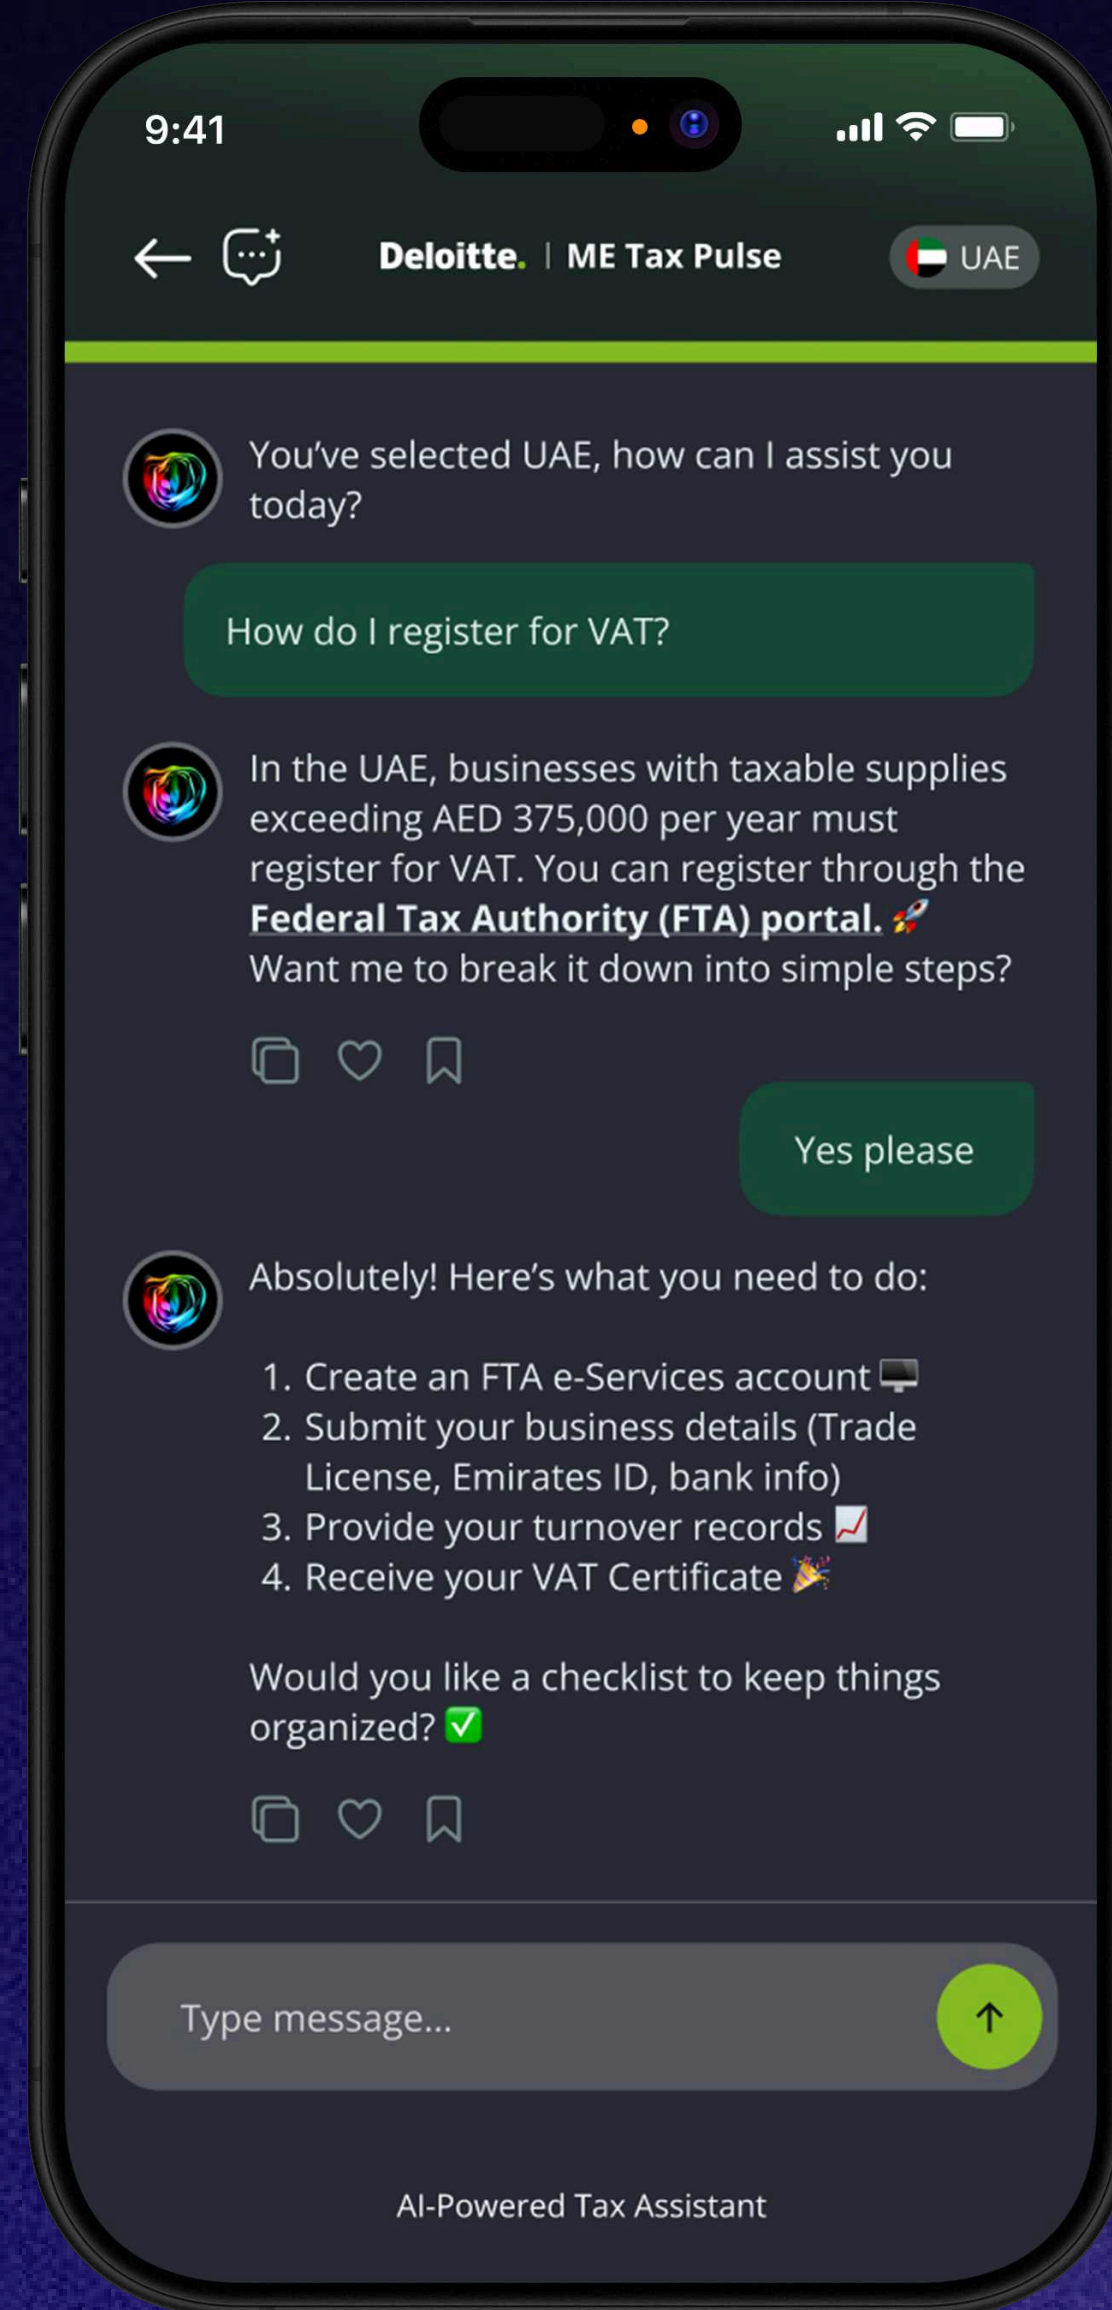 9:41
Deloitte. | ME Tax Pulse
UAE
You've selected UAE, how can I assist you
today?
How do I register for VAT?
In the UAE, businesses with taxable supplies
exceeding AED 375,000 per year must
register for VAT. You can register through the
Federal Tax Authority (FTA) portal. 🚀
Want me to break it down into simple steps?
Yes please
Absolutely! Here's what you need to do:
1. Create an FTA e-Services account 🖥️
2. Submit your business details (Trade
License, Emirates ID, bank info)
3. Provide your turnover records 📈
4. Receive your VAT Certificate 🎉
Would you like a checklist to keep things
organized? ✅
Type message...
AI-Powered Tax Assistant